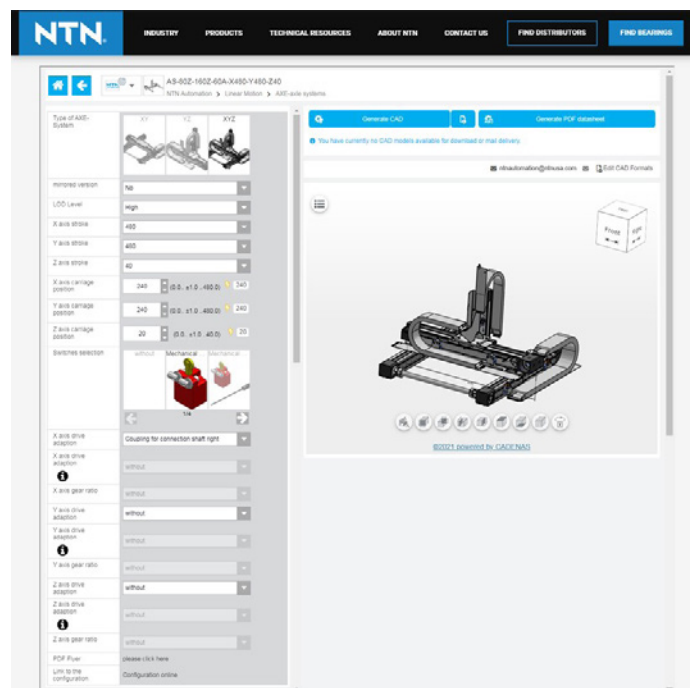 NTN.
INDUSTRY PRODUCTS TECHNICAL RESOURCES ABOUT NTN CONTACT US FIND DISTRIBUTORS FIND BEARINGS
AS-60Z-160Z-60A-X480-Y480-Z40
NTN Automation > Linear Motion > AXE-axis systems
Type of AXE-System
XY YZ XYZ
mirrored version No
LOD Level High
X axis stroke 480
Y axis stroke 480
Z axis stroke 40
X axis carriage position 240 (0.0.. ±1.0 ..480.0) 240
Y axis carriage position 240 (0.0.. ±1.0 ..480.0) 240
Z axis carriage position 20 (0.0.. ±1.0 ..40.0) 20
Switches selection without Mechanical ... Mechanical ...
1/4
X axis drive adaption Coupling for connection shaft right
X axis drive adaption without
X axis gear ratio without
Y axis drive adaption without
Y axis drive adaption without
Y axis gear ratio without
Z axis drive adaption without
Z axis drive adaption without
Z axis gear ratio without
PDF Flyer please click here
Link to the configuration Configuration online
Generate CAD Generate PDF datasheet
You have currently no CAD models available for download or mail delivery.
ntnautomation@ntnusa.com Edit CAD Formats
Front Right
©2021 powered by CADENAS